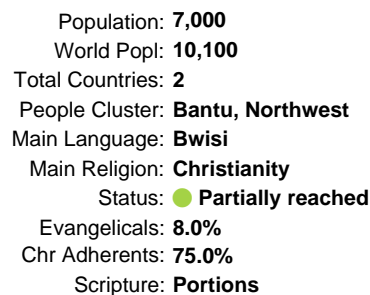 Population: 7,000
World Popl: 10,100
Total Countries: 2
People Cluster: Bantu, Northwest
Main Language: Bwisi
Main Religion: Christianity
Status: Partially reached
Evangelicals: 8.0%
Chr Adherents: 75.0%
Scripture: Portions